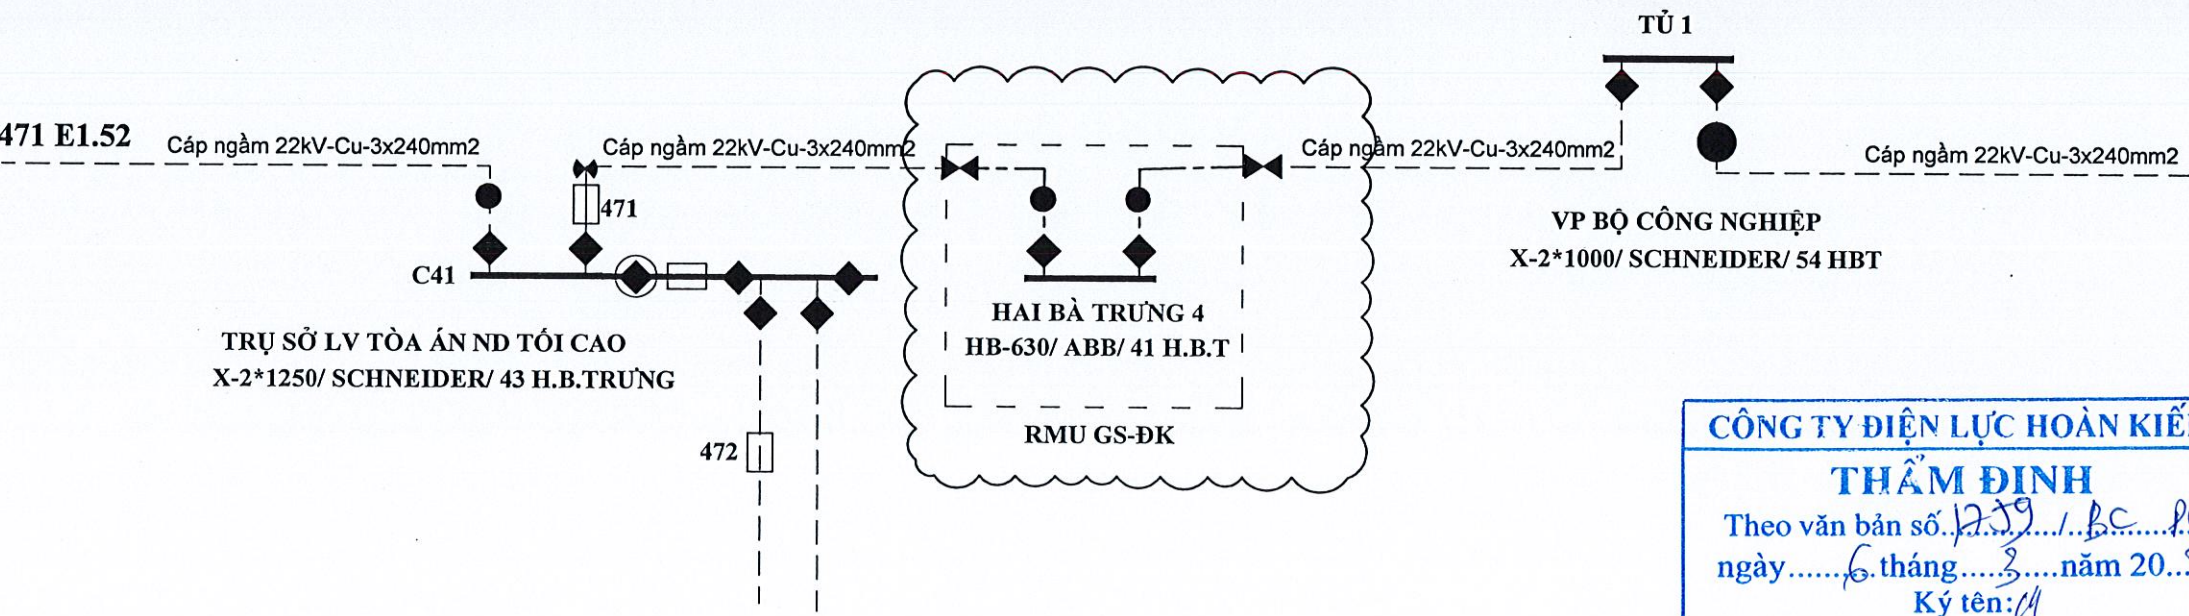 TỦ 1
471 E1.52
Cáp ngầm 22kV-Cu-3x240mm2
Cáp ngầm 22kV-Cu-3x240mm2
Cáp ngầm 22kV-Cu-3x240mm2
Cáp ngầm 22kV-Cu-3x240mm2
471
C41
VP BỘ CÔNG NGHIỆP
X-2*1000/ SCHNEIDER/ 54 HBT
HAI BÀ TRƯNG 4
HB-630/ ABB/ 41 H.B.T
TRỤ SỞ LV TÒA ÁN ND TỐI CAO
X-2*1250/ SCHNEIDER/ 43 H.B.TRƯNG
RMU GS-ĐK
472
CÔNG TY ĐIỆN LỰC HOÀN
THẨM ĐỊNH
Theo văn bản số / BC
ngày 6 tháng 3 năm 20
Ký tên: